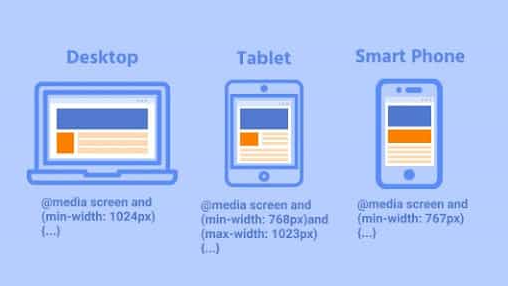 Desktop
@media screen and
(min-width: 1024px)
{...}
Tablet
@media screen and
(min-width: 768px)and
(max-width: 1023px)
{...}
Smart Phone
@media screen and
(min-width: 767px)
{...}